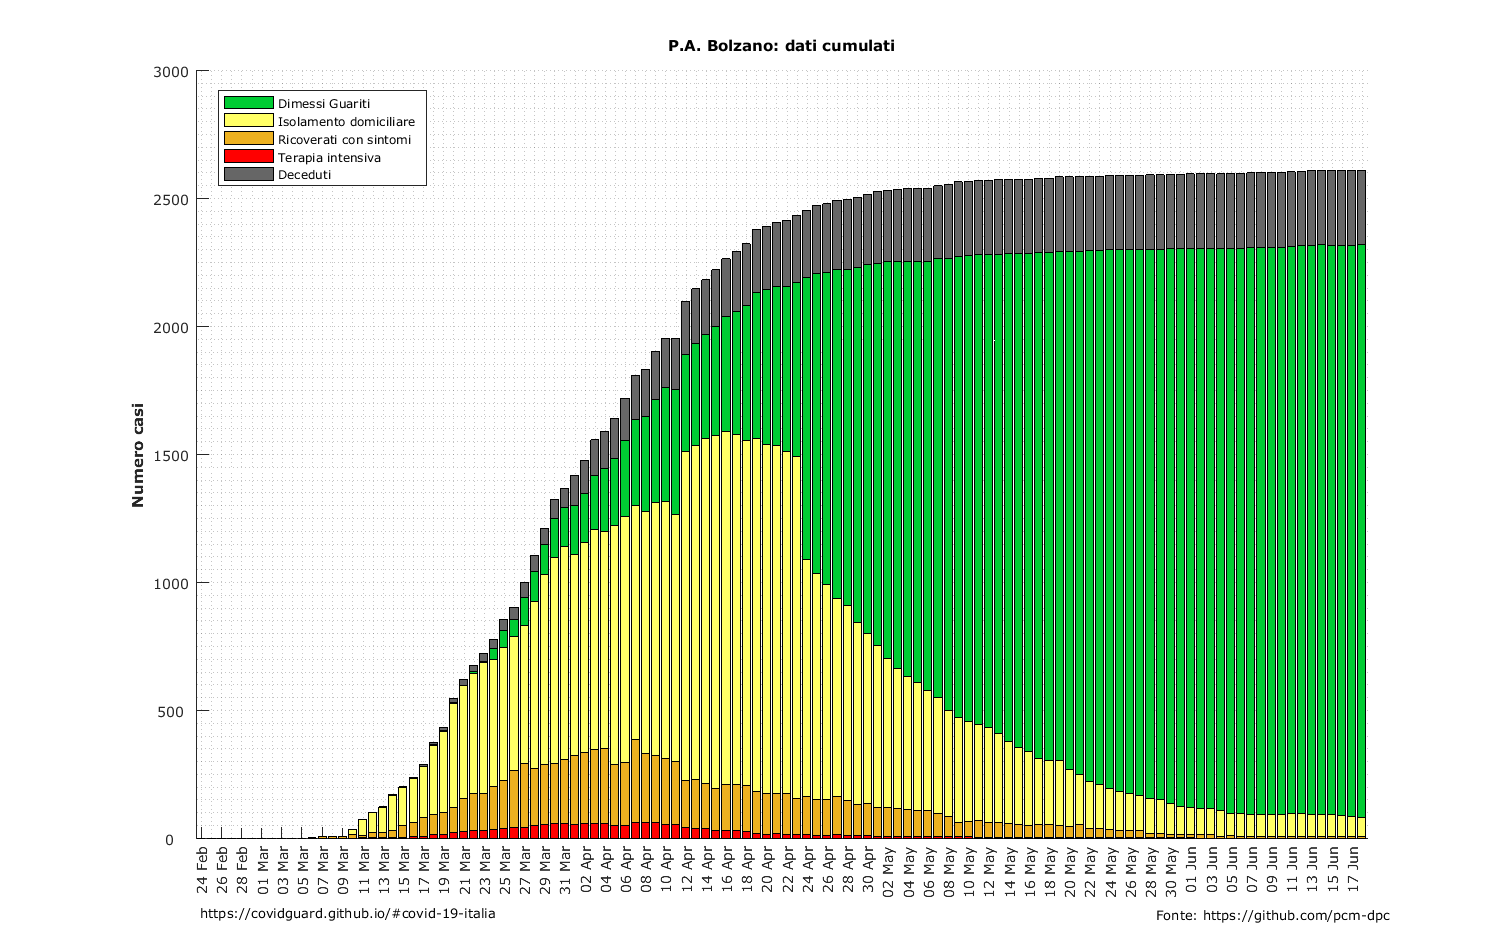 P.A. Bolzano: dati cumulati
3000
2500
2000
1500
1000
500
0
Numero casi
Dimessi Guariti
Isolamento domiciliare
Ricoverati con sintomi
Terapia intensiva
Deceduti
24 Feb
26 Feb
28 Feb
01 Mar
03 Mar
05 Mar
07 Mar
09 Mar
11 Mar
13 Mar
15 Mar
17 Mar
19 Mar
21 Mar
23 Mar
25 Mar
27 Mar
29 Mar
31 Mar
02 Apr
04 Apr
06 Apr
08 Apr
10 Apr
12 Apr
14 Apr
16 Apr
18 Apr
20 Apr
22 Apr
24 Apr
26 Apr
28 Apr
30 Apr
02 May
04 May
06 May
08 May
10 May
12 May
14 May
16 May
18 May
20 May
22 May
24 May
26 May
28 May
30 May
01 Jun
03 Jun
05 Jun
07 Jun
09 Jun
11 Jun
13 Jun
15 Jun
17 Jun
https://covidguard.github.io/#covid-19-italia
Fonte: https://github.com/pcm-dpc